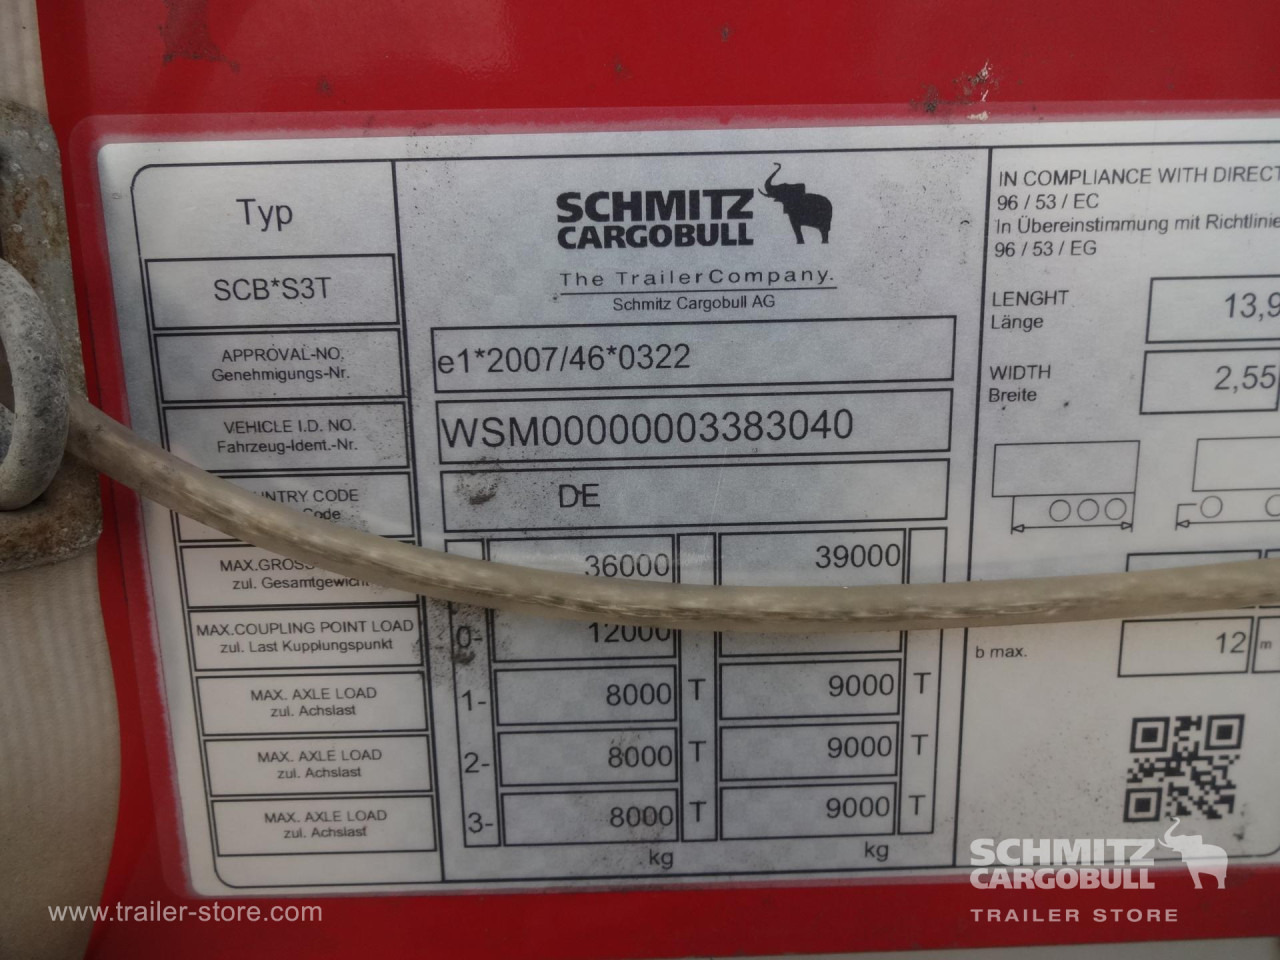 Typ
SCHMITZ
CARGOBULL
The TrailerCompany.
Schmitz Cargobull AG
IN COMPLIANCE WITH
96 / 53 / EC
In Übereinstimmung mit
96 / 53 / EG
SCB*S3T
LENGHT
Länge
13,9
APPROVAL-NO.
Genehmigungs-Nr.
e1*2007/46*0322
WIDTH
Breite
2,55
VEHICLE I.D. NO.
Fahrzeug-Ident.-Nr.
WSM00000003383040
CODE
DE
zul. Gesamtgewicht
36000
39000
MAX.COUPLING POINT LOAD
zul. Last Kupplungspunkt
0-
12000
b max.
12 m
MAX. AXLE LOAD
zul. Achslast
1-
8000 T
9000 T
MAX. AXLE LOAD
zul. Achslast
2-
8000 T
9000 T
MAX. AXLE LOAD
zul. Achslast
3-
8000 T
9000 T
kg
kg
SCHMITZ
CARGOBULL
TRAILER STORE
www.trailer-store.com